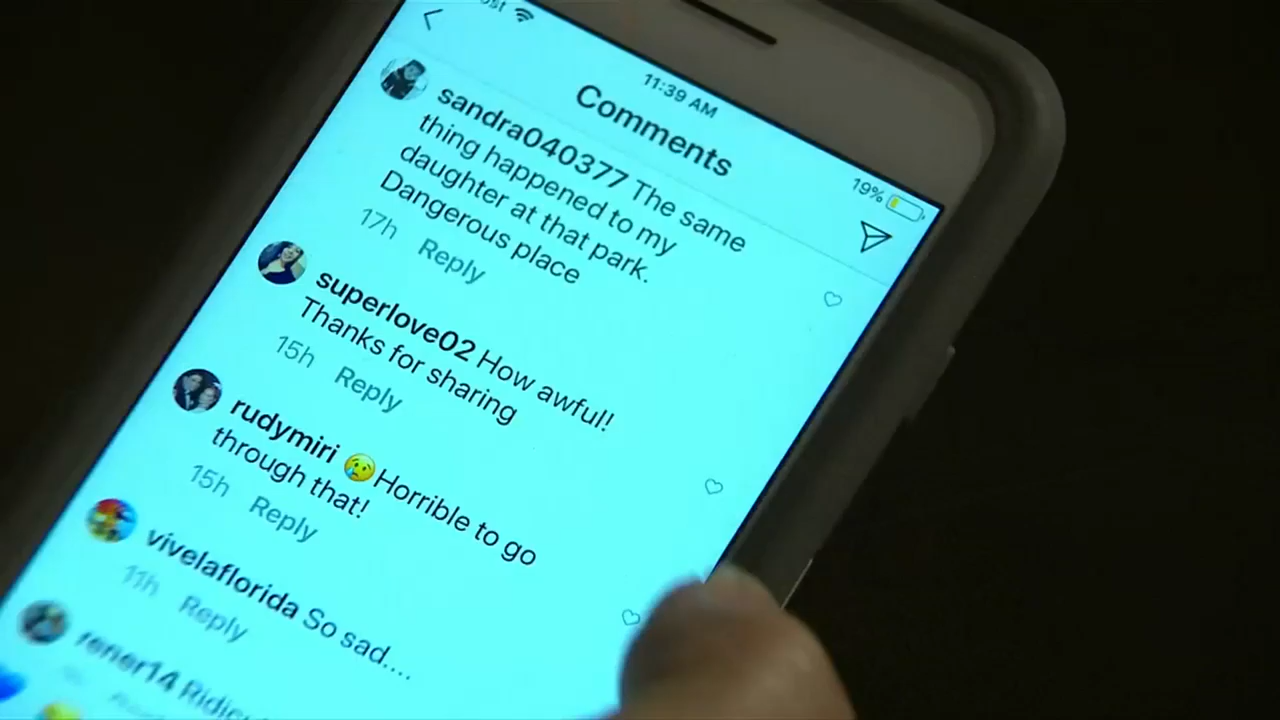 11:39 AM
19%
Comments
sandra040377 The same
thing happened to my
daughter at that park.
Dangerous place
17h Reply
superlove02 How awful!
Thanks for sharing
15h Reply
rudymiri 😢Horrible to go
through that!
15h Reply
vivelaflorida So sad....
11h Reply
rener14